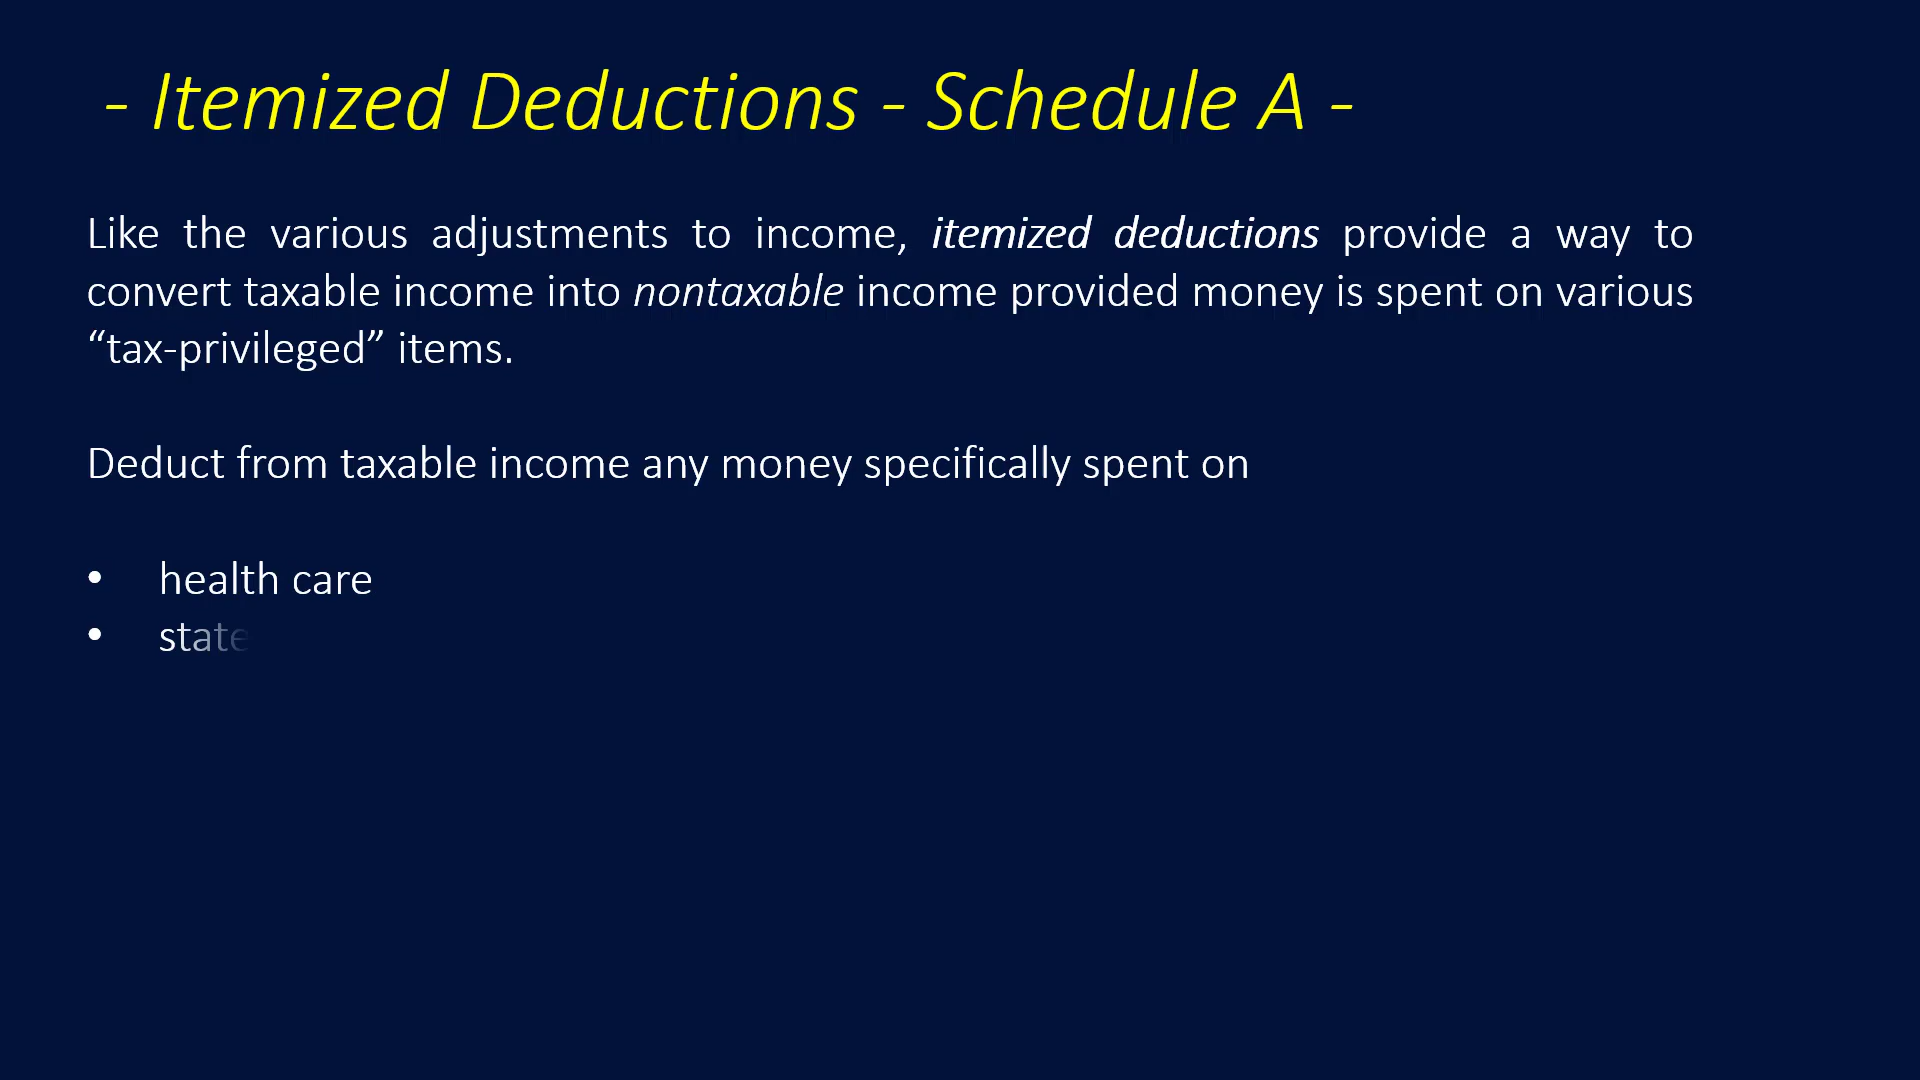 - Itemized Deductions - Schedule A -
Like the various adjustments to income, itemized deductions provide a way to
convert taxable income into nontaxable income provided money is spent on various
“tax-privileged” items.
Deduct from taxable income any money specifically spent on
• health care
• state